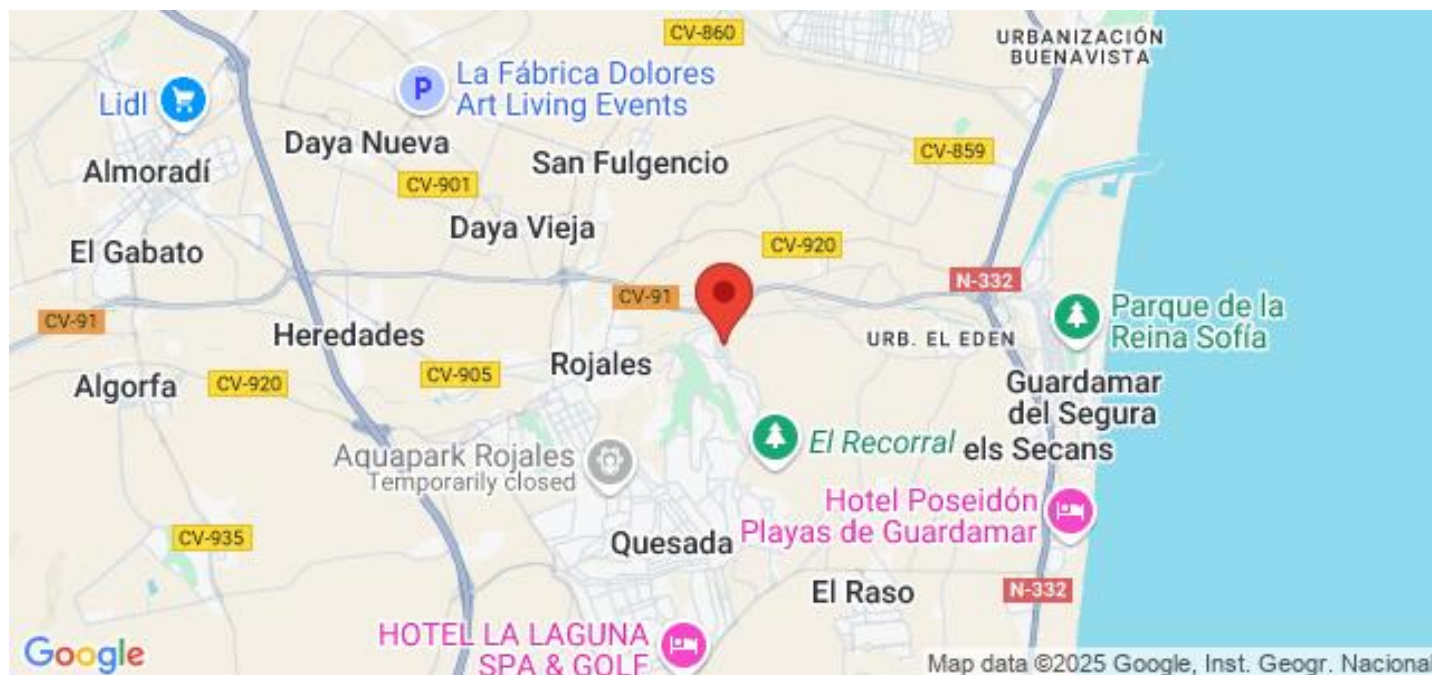 CV-860
URBANIZACIÓN
BUENAVISTA
La Fábrica Dolores
Art Living Events
P
Lidl
Daya Nueva
San Fulgencio
CV-859
Almoradí
CV-901
Daya Vieja
El Gabato
CV-920
N-332
CV-91
CV-91
Parque de la
Reina Sofía
Heredades
URB. EL EDEN
Rojales
Algorfa
CV-920
CV-905
Guardamar
del Segura
El Recorral
els Secans
Aquapark Rojales
Temporarily closed
Hotel Poseidón
Playas de Guardamar
CV-935
Quesada
El Raso
N-332
HOTEL LA LAGUNA
SPA & GOLF
Google
Map data ©2025 Google, Inst. Geogr. Nacional